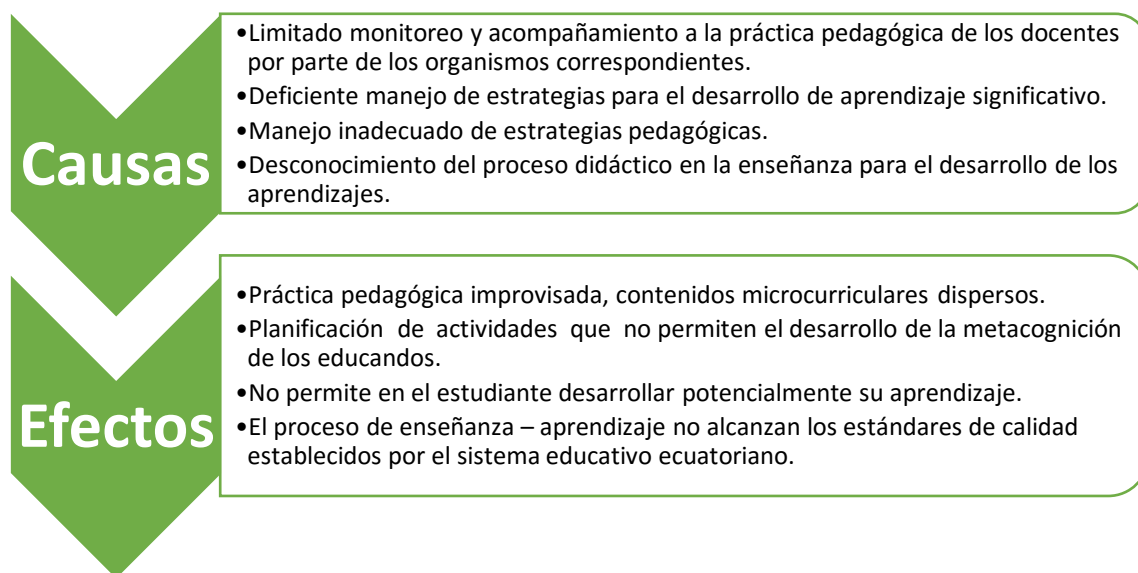 Causas
•Limitado monitoreo y acompañamiento a la práctica pedagógica de los docentes
por parte de los organismos correspondientes.
•Deficiente manejo de estrategias para el desarrollo de aprendizaje significativo.
•Manejo inadecuado de estrategias pedagógicas.
•Desconocimiento del proceso didáctico en la enseñanza para el desarrollo de los
aprendizajes.
Efectos
•Práctica pedagógica improvisada, contenidos microcurriculares dispersos.
•Planificación de actividades que no permiten el desarrollo de la metacognición
de los educandos.
•No permite en el estudiante desarrollar potencialmente su aprendizaje.
•El proceso de enseñanza – aprendizaje no alcanzan los estándares de calidad
establecidos por el sistema educativo ecuatoriano.